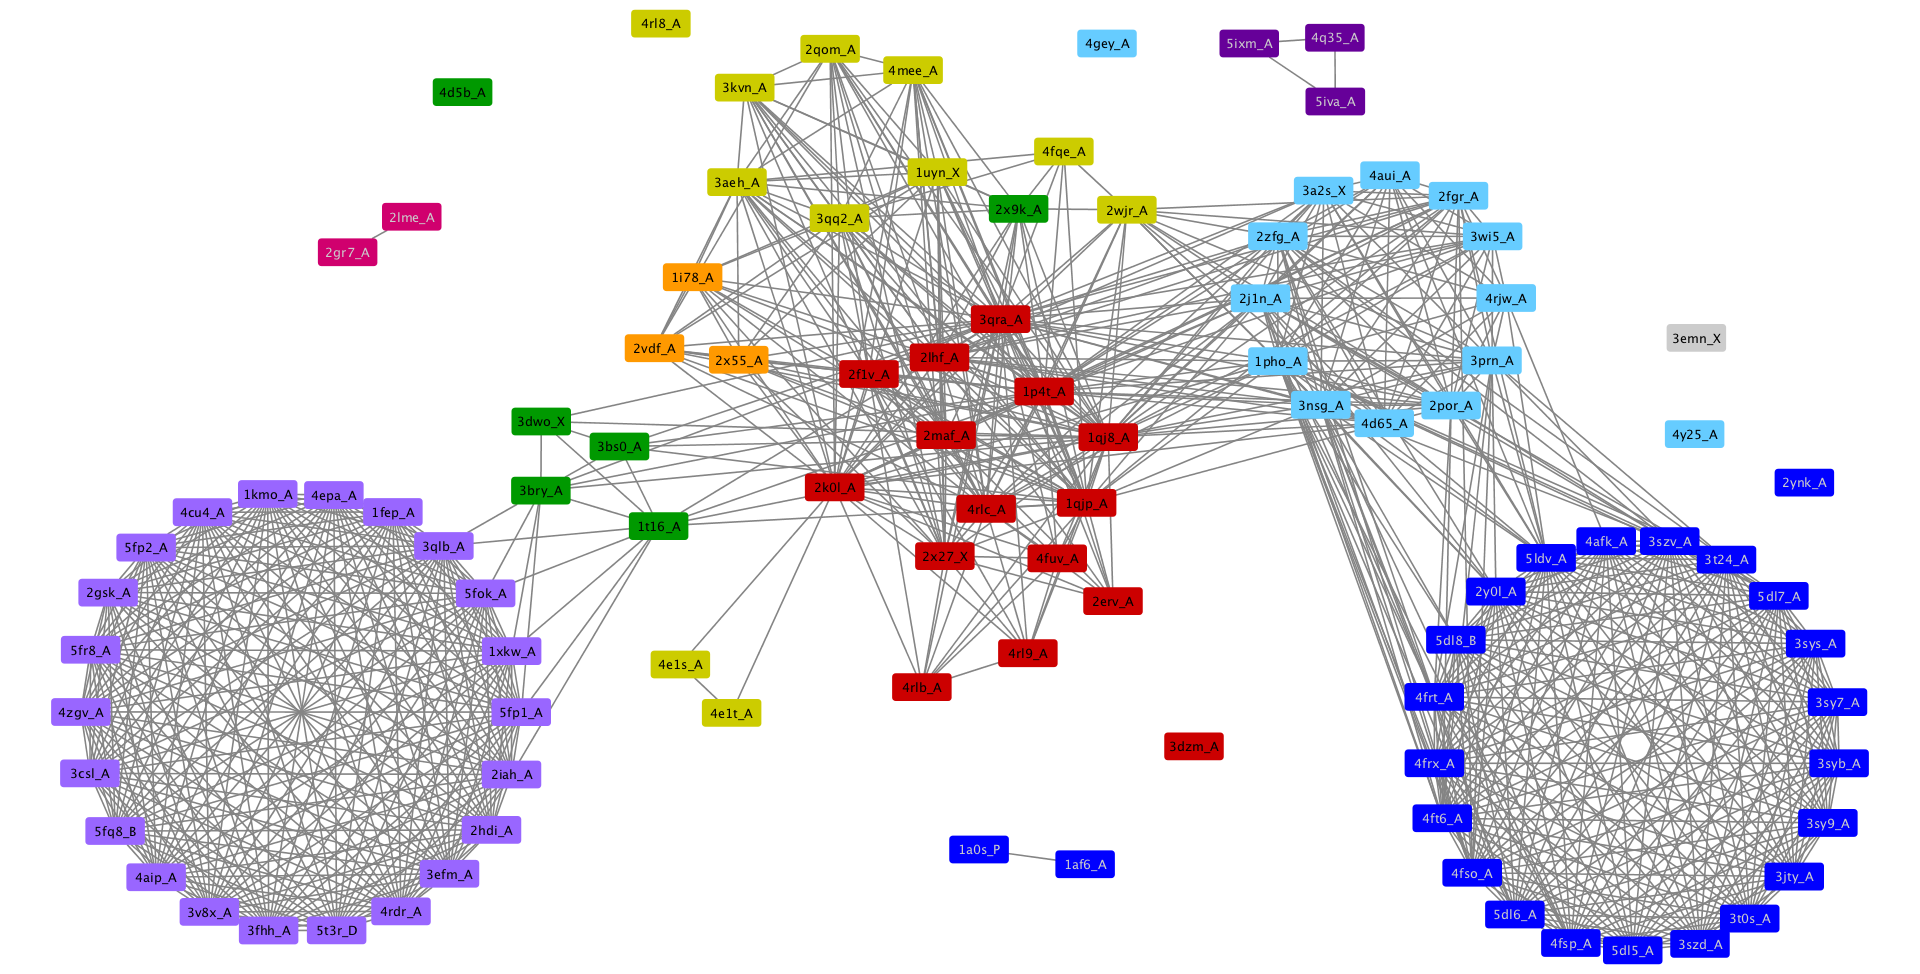 4rl8_A
2qom_A
4gey_A
5ixm_A
4q35_A
4mee_A
3kvn_A
4d5b_A
5iva_A
4fqe_A
1uyn_X
3aeh_A
3a2s_X
4aui_A
2fgr_A
2lme_A
3qq2_A
2x9k_A
2wjr_A
2gr7_A
2zfg_A
3wi5_A
1i78_A
2j1n_A
4rjw_A
3qra_A
3emn_X
2vdf_A
2x55_A
2lhf_A
2f1v_A
1pho_A
3prn_A
1p4t_A
3nsg_A
2por_A
3dwo_X
4d65_A
3bs0_A
2maf_A
1qj8_A
4y25_A
3bry_A
2k0l_A
2ynk_A
1kmo_A
4epa_A
4cu4_A
1fep_A
4rlc_A
1qjp_A
1t16_A
5fp2_A
3qlb_A
2x27_X
4fuv_A
5ldv_A
4afk_A
3szv_A
3t24_A
2gsk_A
5fok_A
2erv_A
2y0l_A
5dl7_A
5fr8_A
1xkw_A
4e1s_A
4rl9_A
5dl8_B
3sys_A
4rlb_A
4zgv_A
5fp1_A
4e1t_A
4frt_A
3sy7_A
3dzm_A
3csl_A
2iah_A
4frx_A
3syb_A
5fq8_B
2hdi_A
4ft6_A
3sy9_A
1a0s_P
1af6_A
4aip_A
3efm_A
4fso_A
3jty_A
3v8x_A
4rdr_A
5dl6_A
3t0s_A
3fhh_A
5t3r_D
4fsp_A
5dl5_A
3szd_A